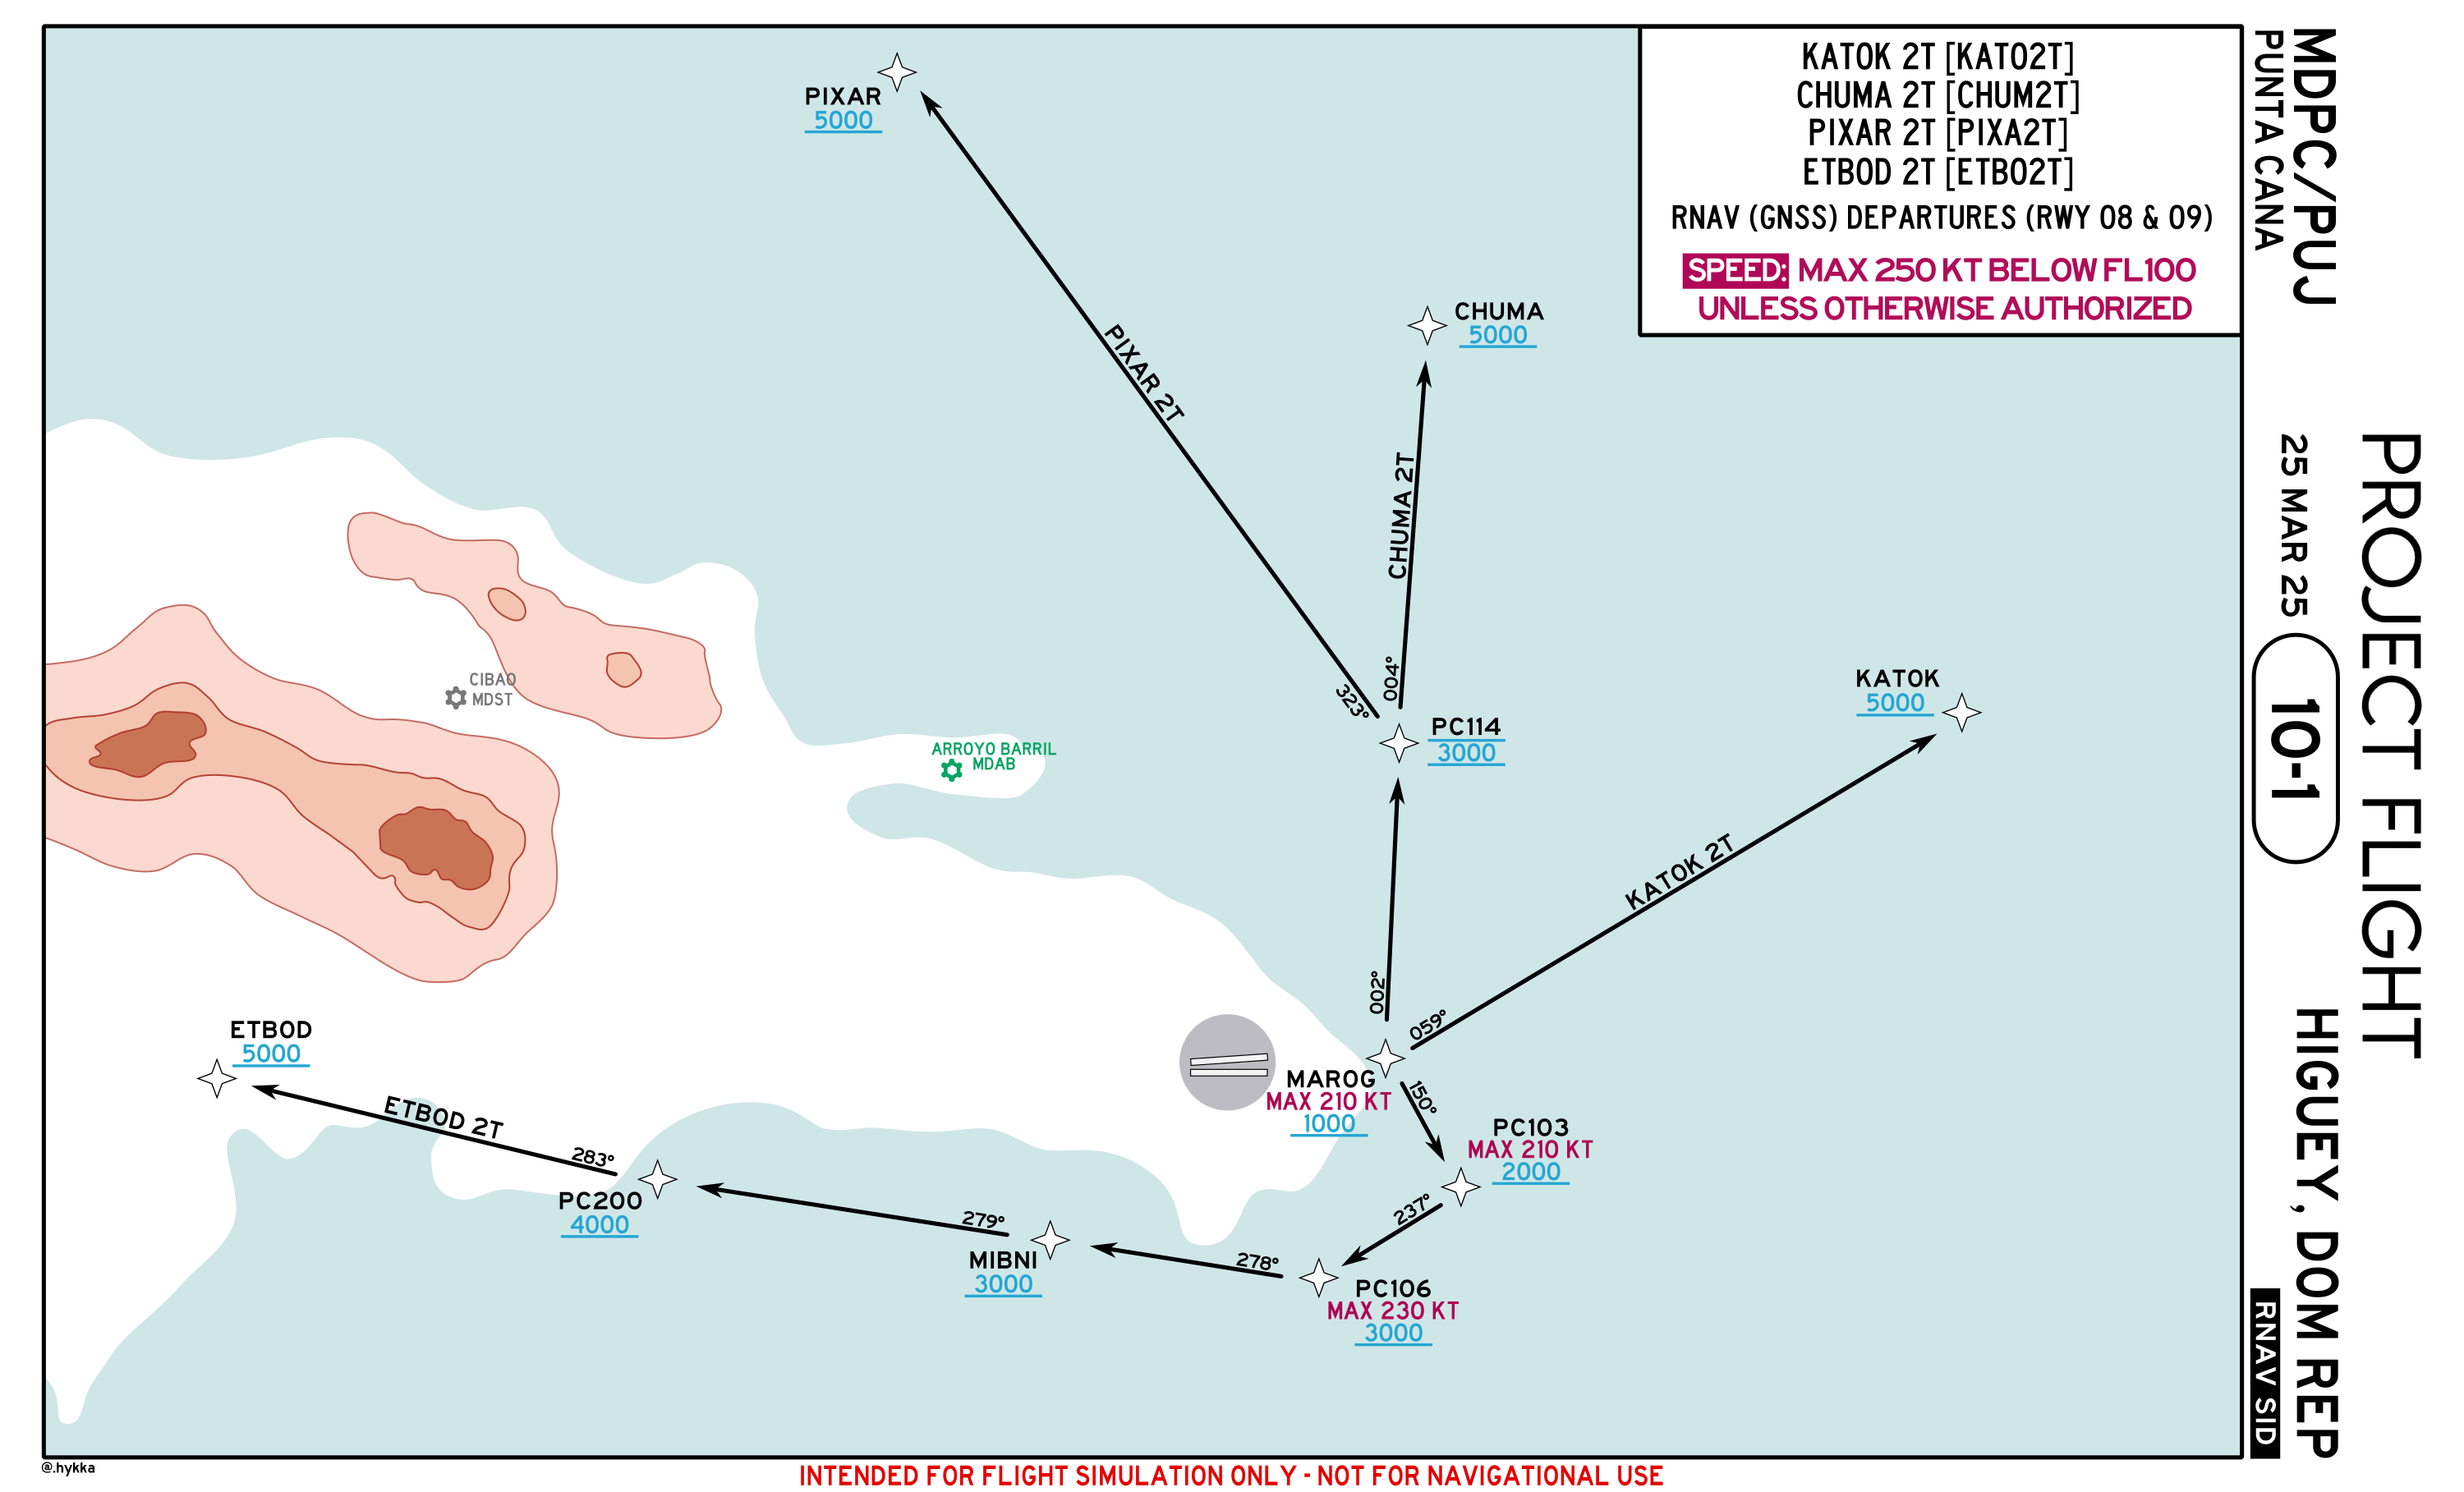 KATOK 2T [KATO2T]
CHUMA 2T [CHUM2T]
PIXAR 2T [PIXA2T]
ETBOD 2T [ETBO2T]
RNAV (GNSS) DEPARTURES (RWY 08 & 09)
SPEED: MAX 250 KT BELOW FL100
UNLESS OTHERWISE AUTHORIZED
MDPC/PUJ
PUNTA CANA
25 MAR 25
10-1
PROJECT FLIGHT
HIGUEY, DOM REP
RNAV SID
PIXAR
5000
PIXAR 2T
323°
CHUMA
5000
CHUMA 2T
004°
PC114
3000
002°
KATOK
5000
KATOK 2T
059°
CIBAO
MDST
ARROYO BARRIL
MDAB
MAROG
MAX 210 KT
1000
150°
PC103
MAX 210 KT
2000
237°
PC106
MAX 230 KT
3000
278°
MIBNI
3000
279°
PC200
4000
283°
ETBOD 2T
ETBOD
5000
@.hykka
INTENDED FOR FLIGHT SIMULATION ONLY - NOT FOR NAVIGATIONAL USE